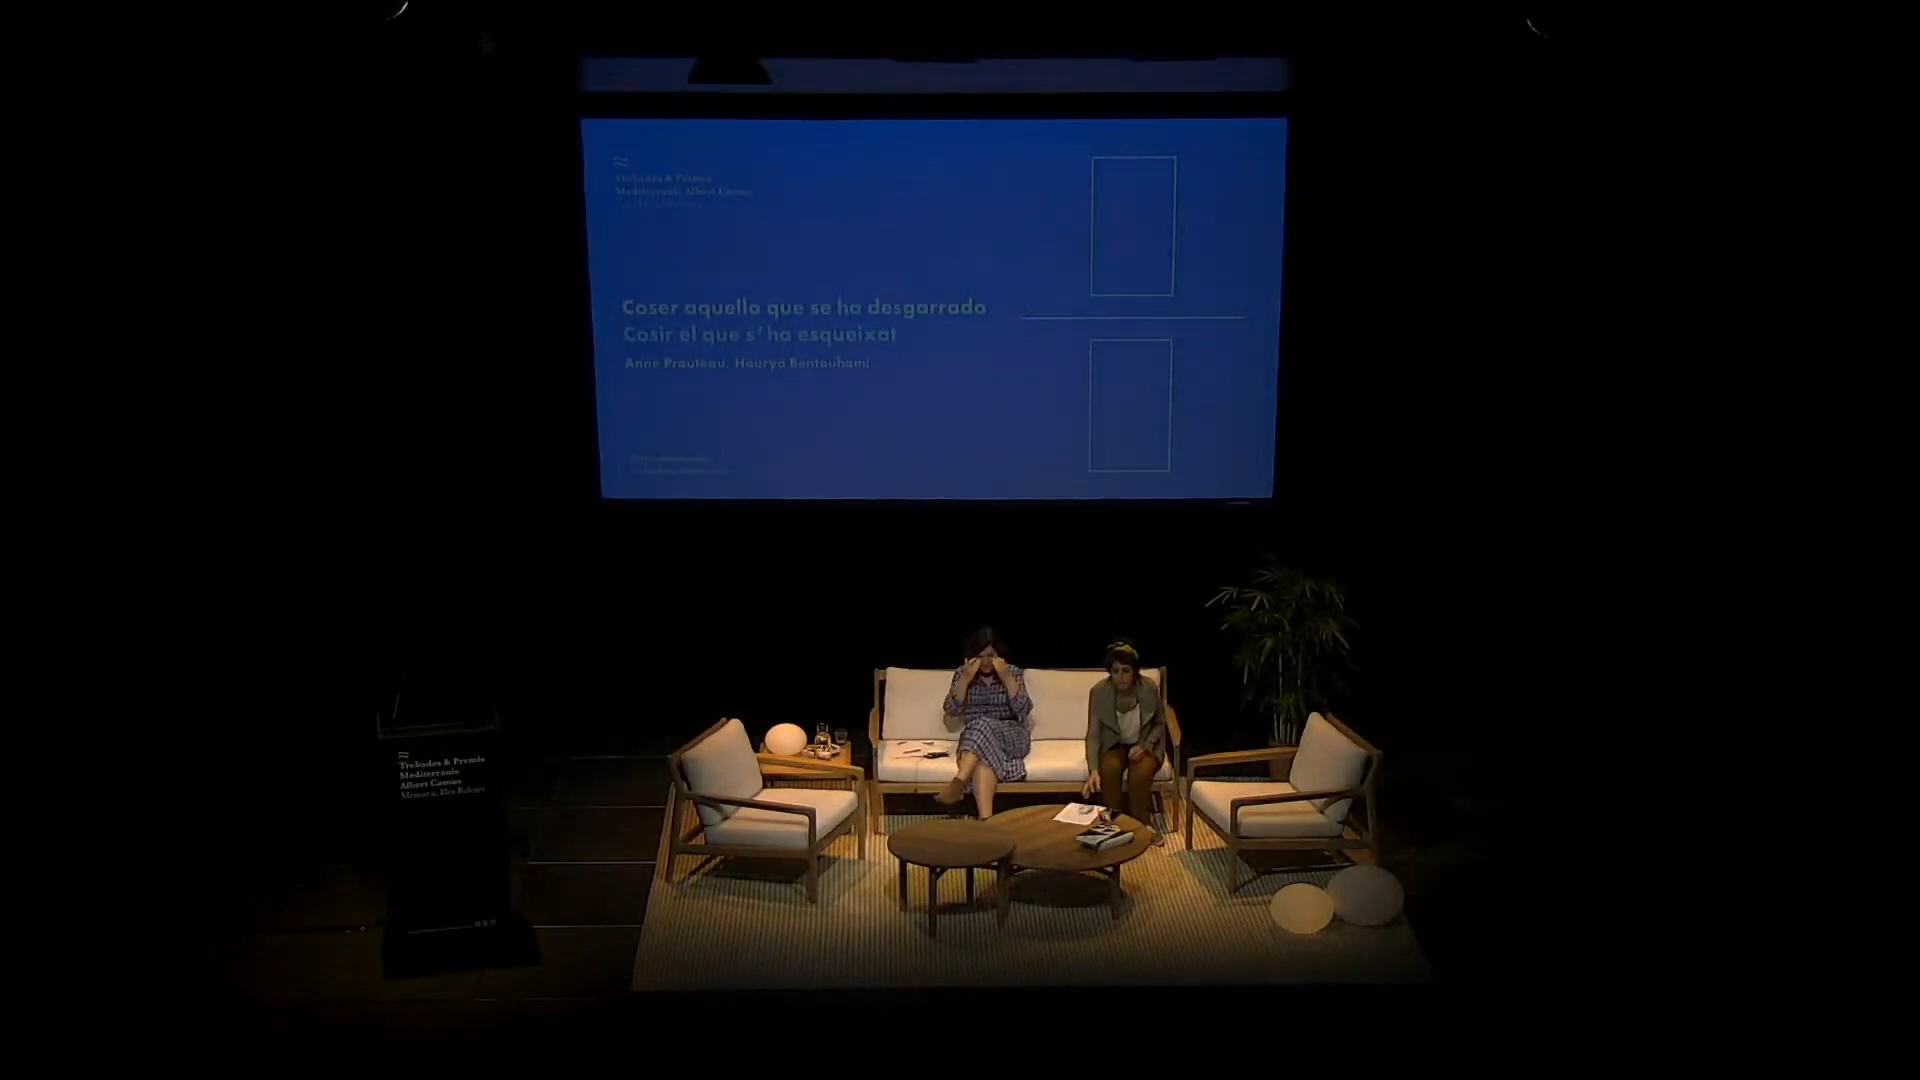 Trobades & Premis
Mediterranis Albert Camus
Coser aquello que se ha desgarrado
Cosir el que s' ha esqueixat
Anne Prouteau, Hourya Bentouhami
Trobades & Premis
Mediterranis
Albert Camus
Menorca, Illes Balears